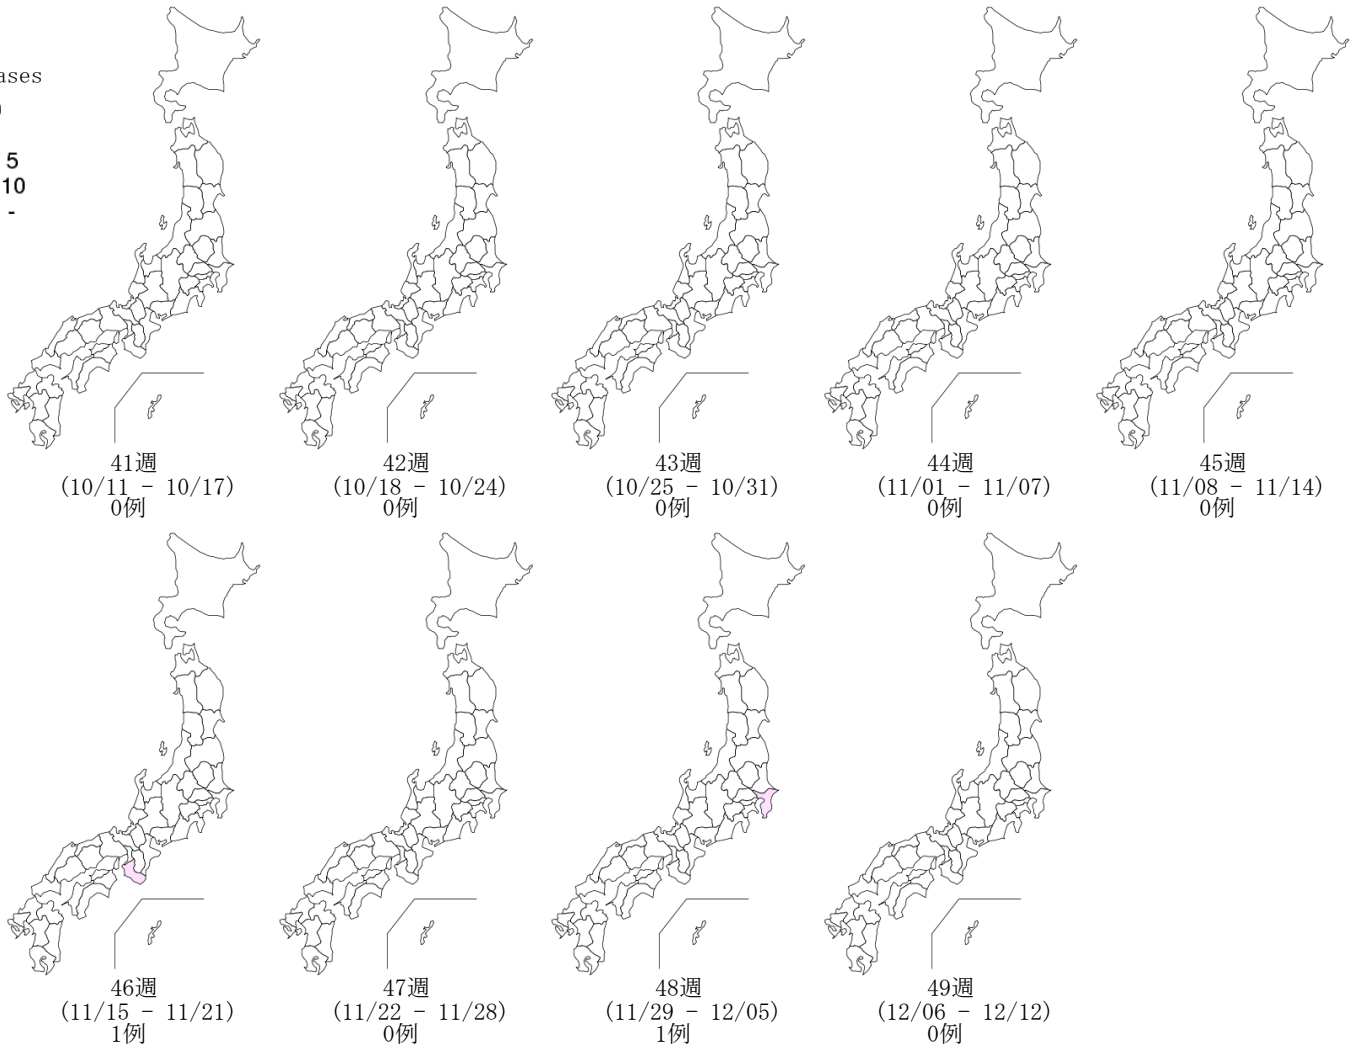 ases
5
10
-
41週
(10/11 - 10/17)
0例
42週
(10/18 - 10/24)
0例
43週
(10/25 - 10/31)
0例
44週
(11/01 - 11/07)
0例
45週
(11/08 - 11/14)
0例
46週
(11/15 - 11/21)
1例
47週
(11/22 - 11/28)
0例
48週
(11/29 - 12/05)
1例
49週
(12/06 - 12/12)
0例